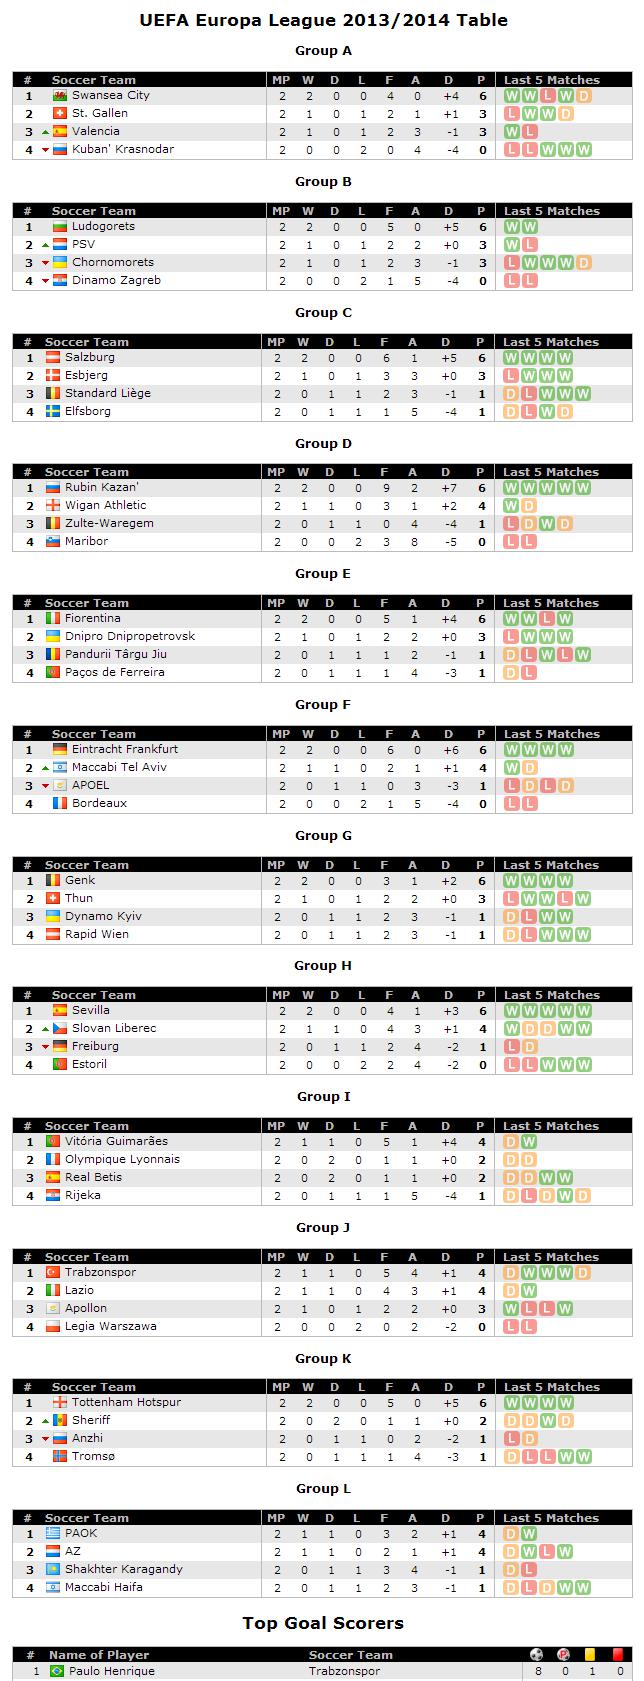 UEFA Europa League 2013/2014 Table
Group A
# Soccer Team MP W D L F A D P Last 5 Matches
1 Swansea City 2 2 0 0 4 0 +4 6 W W L W D
2 St. Gallen 2 1 0 1 2 1 +1 3 L W W D
3 Valencia 2 1 0 1 2 3 -1 3 W L
4 Kuban' Krasnodar 2 0 0 2 0 4 -4 0 L L W W W
Group B
# Soccer Team MP W D L F A D P Last 5 Matches
1 Ludogorets 2 2 0 0 5 0 +5 6 W W
2 PSV 2 1 0 1 2 2 +0 3 W L
3 Chornomorets 2 1 0 1 2 3 -1 3 L W W W D
4 Dinamo Zagreb 2 0 0 2 1 5 -4 0 L L
Group C
# Soccer Team MP W D L F A D P Last 5 Matches
1 Salzburg 2 2 0 0 6 1 +5 6 W W W W
2 Esbjerg 2 1 0 1 3 3 +0 3 L W W W
3 Standard Liège 2 0 1 1 2 3 -1 1 D L W W W
4 Elfsborg 2 0 1 1 1 5 -4 1 D L W D
Group D
# Soccer Team MP W D L F A D P Last 5 Matches
1 Rubin Kazan' 2 2 0 0 9 2 +7 6 W W W W W
2 Wigan Athletic 2 1 1 0 3 1 +2 4 W D
3 Zulte-Waregem 2 0 1 1 0 4 -4 1 L D W D
4 Maribor 2 0 0 2 3 8 -5 0 L L
Group E
# Soccer Team MP W D L F A D P Last 5 Matches
1 Fiorentina 2 2 0 0 5 1 +4 6 W W L W
2 Dnipro Dnipropetrovsk 2 1 0 1 2 2 +0 3 L W W W
3 Pandurii Târgu Jiu 2 0 1 1 1 2 -1 1 D L W L W
4 Paços de Ferreira 2 0 1 1 1 4 -3 1 D L
Group F
# Soccer Team MP W D L F A D P Last 5 Matches
1 Eintracht Frankfurt 2 2 0 0 6 0 +6 6 W W W W
2 Maccabi Tel Aviv 2 1 1 0 2 1 +1 4 W D
3 APOEL 2 0 1 1 0 3 -3 1 L D L D
4 Bordeaux 2 0 0 2 1 5 -4 0 L L
Group G
# Soccer Team MP W D L F A D P Last 5 Matches
1 Genk 2 2 0 0 3 1 +2 6 W W W W
2 Thun 2 1 0 1 2 2 +0 3 L W W L W
3 Dynamo Kyiv 2 0 1 1 2 3 -1 1 D L W W
4 Rapid Wien 2 0 1 1 2 3 -1 1 D L W W W
Group H
# Soccer Team MP W D L F A D P Last 5 Matches
1 Sevilla 2 2 0 0 4 1 +3 6 W W W W W
2 Slovan Liberec 2 1 1 0 4 3 +1 4 W D D W W
3 Freiburg 2 0 1 1 2 4 -2 1 L D
4 Estoril 2 0 0 2 2 4 -2 0 L L W W W
Group I
# Soccer Team MP W D L F A D P Last 5 Matches
1 Vitória Guimarães 2 1 1 0 5 1 +4 4 D W
2 Olympique Lyonnais 2 0 2 0 1 1 +0 2 D D
3 Real Betis 2 0 2 0 1 1 +0 2 D D W W
4 Rijeka 2 0 1 1 1 5 -4 1 D L D W D
Group J
# Soccer Team MP W D L F A D P Last 5 Matches
1 Trabzonspor 2 1 1 0 5 4 +1 4 D W W W D
2 Lazio 2 1 1 0 4 3 +1 4 D W
3 Apollon 2 1 0 1 2 2 +0 3 W L L W
4 Legia Warszawa 2 0 0 2 0 2 -2 0 L L
Group K
# Soccer Team MP W D L F A D P Last 5 Matches
1 Tottenham Hotspur 2 2 0 0 5 0 +5 6 W W W W
2 Sheriff 2 0 2 0 1 1 +0 2 D D W D
3 Anzhi 2 0 1 1 0 2 -2 1 L D
4 Tromsø 2 0 1 1 1 4 -3 1 D L L W W
Group L
# Soccer Team MP W D L F A D P Last 5 Matches
1 PAOK 2 1 1 0 3 2 +1 4 D W
2 AZ 2 1 1 0 2 1 +1 4 D W L W
3 Shakhter Karagandy 2 0 1 1 3 4 -1 1 D L
4 Maccabi Haifa 2 0 1 1 2 3 -1 1 D L D W W
Top Goal Scorers
# Name of Player Soccer Team P
1 Paulo Henrique Trabzonspor 8 0 1 0